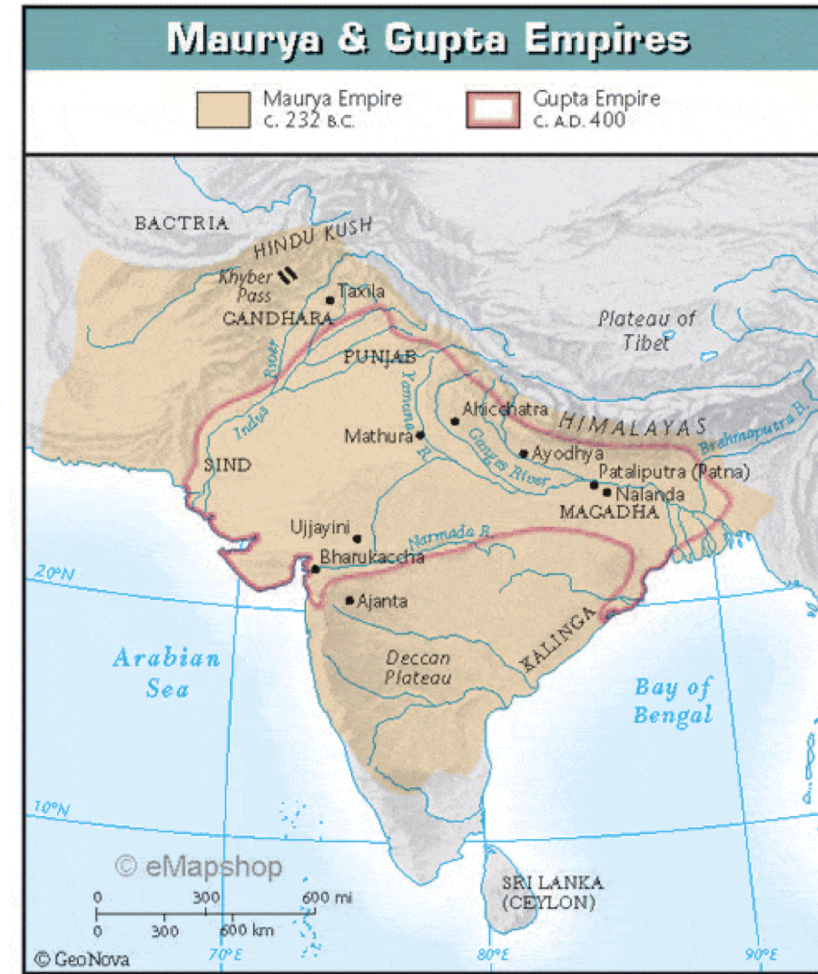 Maurya & Gupta Empires
Maurya Empire
C. 232 B.C.
Gupta Empire
C. A.D. 400
BACTRIA
HINDU KUSH
Khyber
Pass
Taxila
GANDHARA
Plateau of
Tibet
PUNJAB
Indus
River
Yamuna
R.
Ahicchatra
HIMALAYAS
Brahmaputra R.
Mathura
Ganges River
Ayodhya
SIND
Pataliputra (Patna)
Nalanda
MAGADHA
Ujjayini
Narmada R.
Bharukaccha
20°N
Ajanta
KALINGA
Arabian
Sea
Deccan
Plateau
Bay of
Bengal
10°N
© eMapshop
0 300 600 mi
0 300 600 km
SRI LANKA
(CEYLON)
© GeoNova
70°E
80°E
90°E